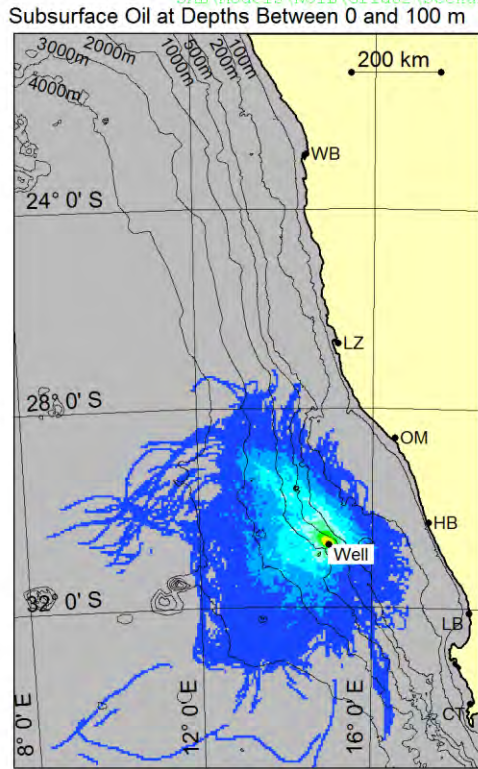 Subsurface Oil at Depths Between 0 and 100 m
3000m
2000m
500m
100m
200m
1000m
4000m
200 km
WB
24° 0' S
LZ
28° 0' S
OM
HB
Well
32° 0' S
LB
CT
8° 0' E
12° 0' E
16° 0' E